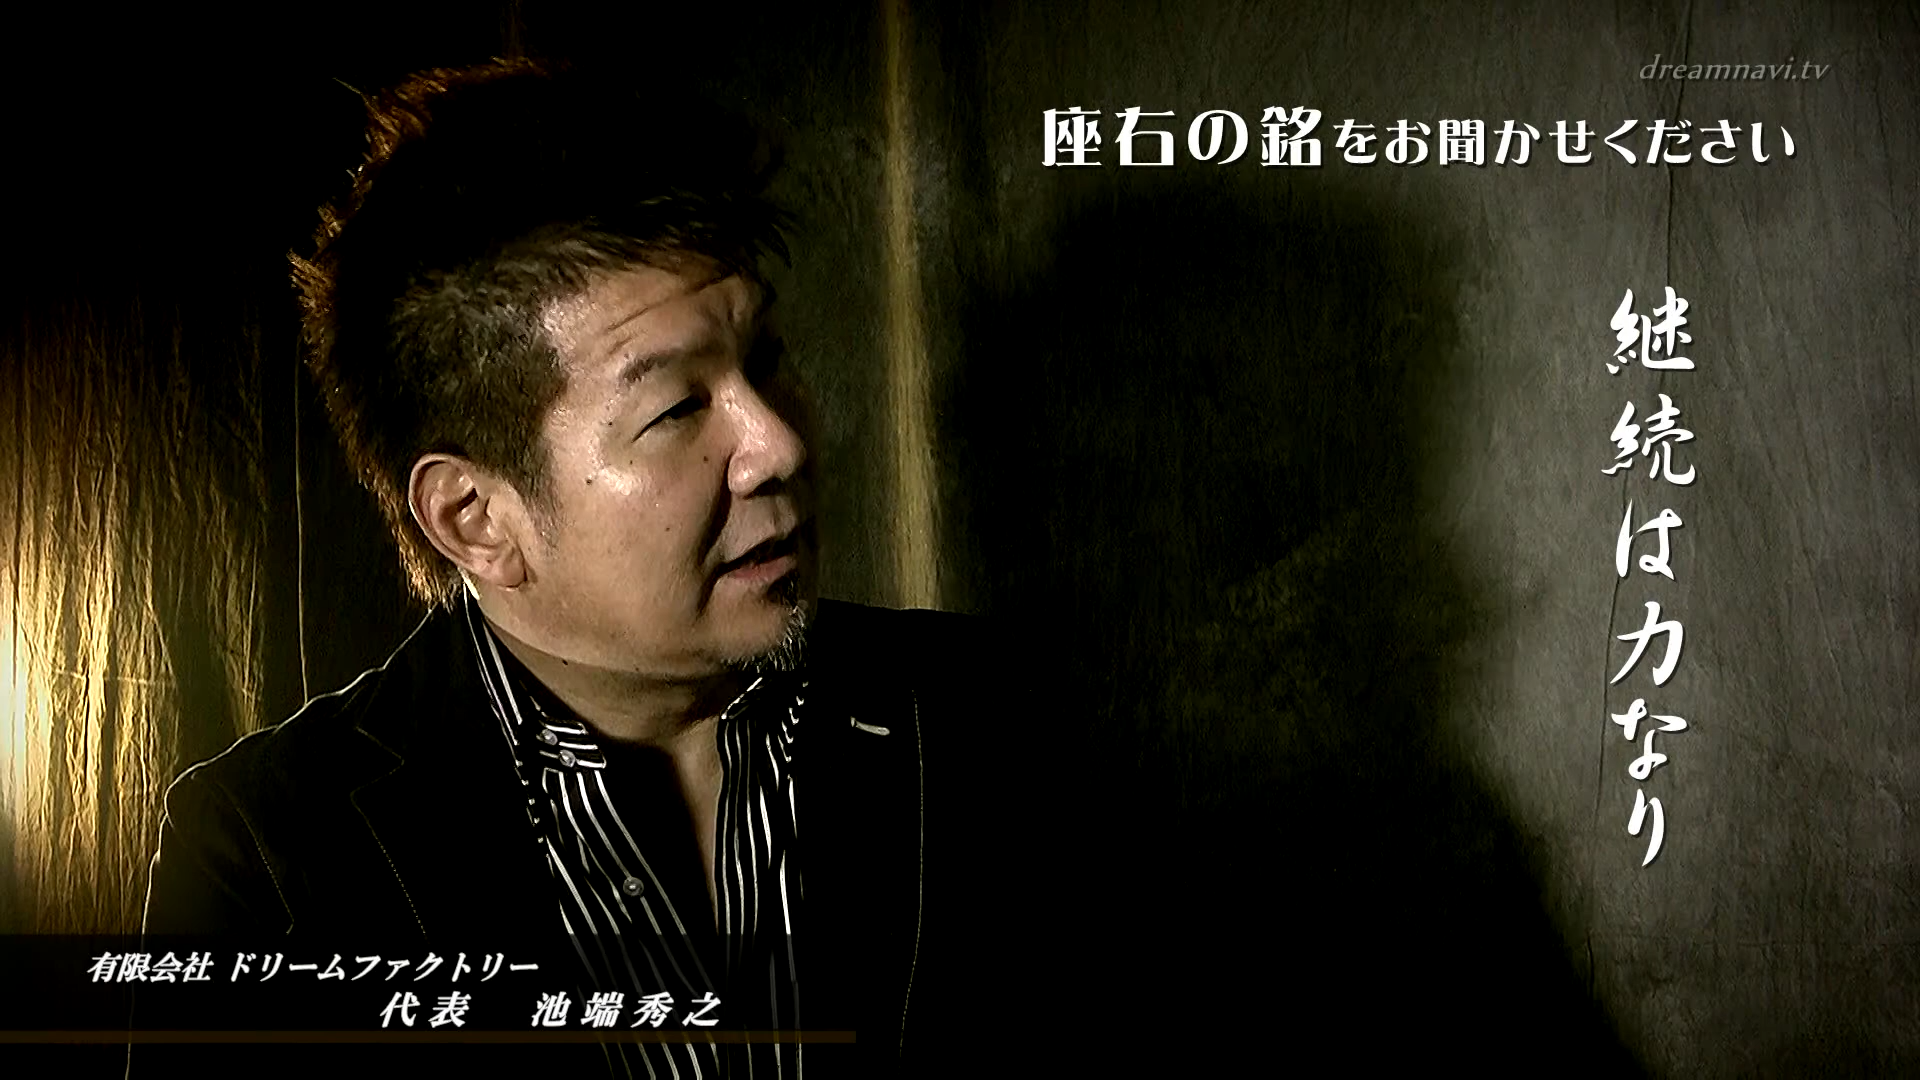 dreamnavi.tv
座右の銘をお聞かせください
継続は力なり
有限会社 ドリームファクトリー
代表 池端秀之